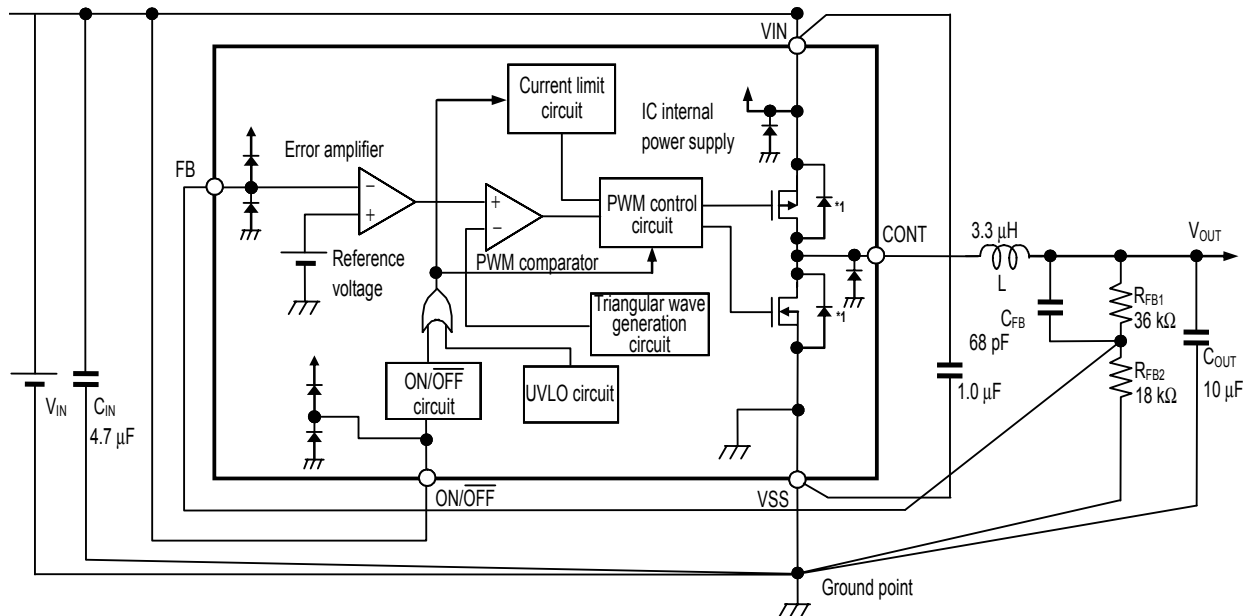 VIN
Current limit
circuit
IC internal
power supply
FB
Error amplifier
−
+
+
−
PWM control
circuit
*1
CONT
3.3 μH
L
VOUT
Reference
voltage
PWM comparator
Triangular wave
generation
circuit
*1
CFB
68 pF
RFB1
36 kΩ
RFB2
18 kΩ
COUT
10 μF
1.0 μF
VIN
CIN
4.7 μF
ON/OFF
circuit
UVLO circuit
ON/OFF
VSS
Ground point